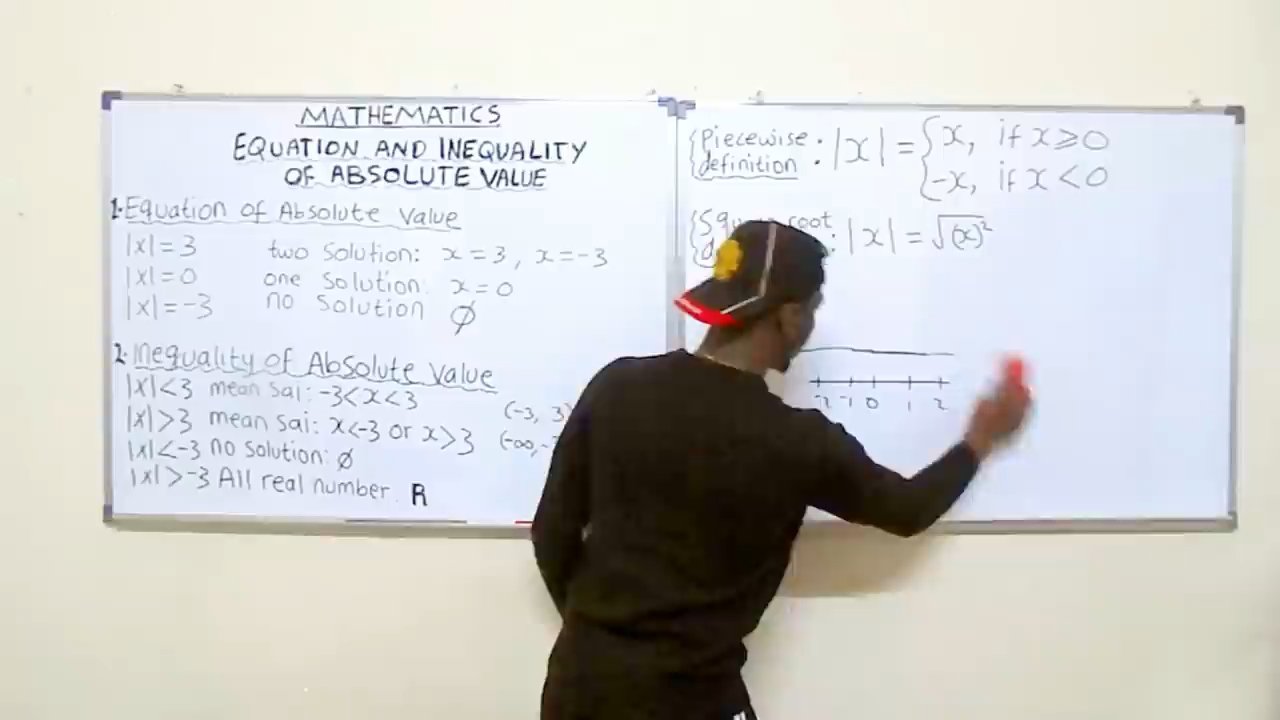 MATHEMATICS
EQUATION AND INEQUALITY
OF ABSOLUTE VALUE
1. Equation of Absolute Value
|x| = 3 two solution: x = 3, x = -3
|x| = 0 one solution: x = 0
|x| = -3 no solution ∅
2. Inequality of Absolute Value
|x| < 3 mean sai: -3 < x < 3 (-3, 3)
|x| > 3 mean sai: x < -3 or x > 3 (-∞, -
|x| < -3 no solution: ∅
|x| > -3 All real number. R
{Piecewise definition: |x| = { x, if x ⩾ 0
-x, if x < 0
root : |x| = √(x)²
-2 -1 0 1 2